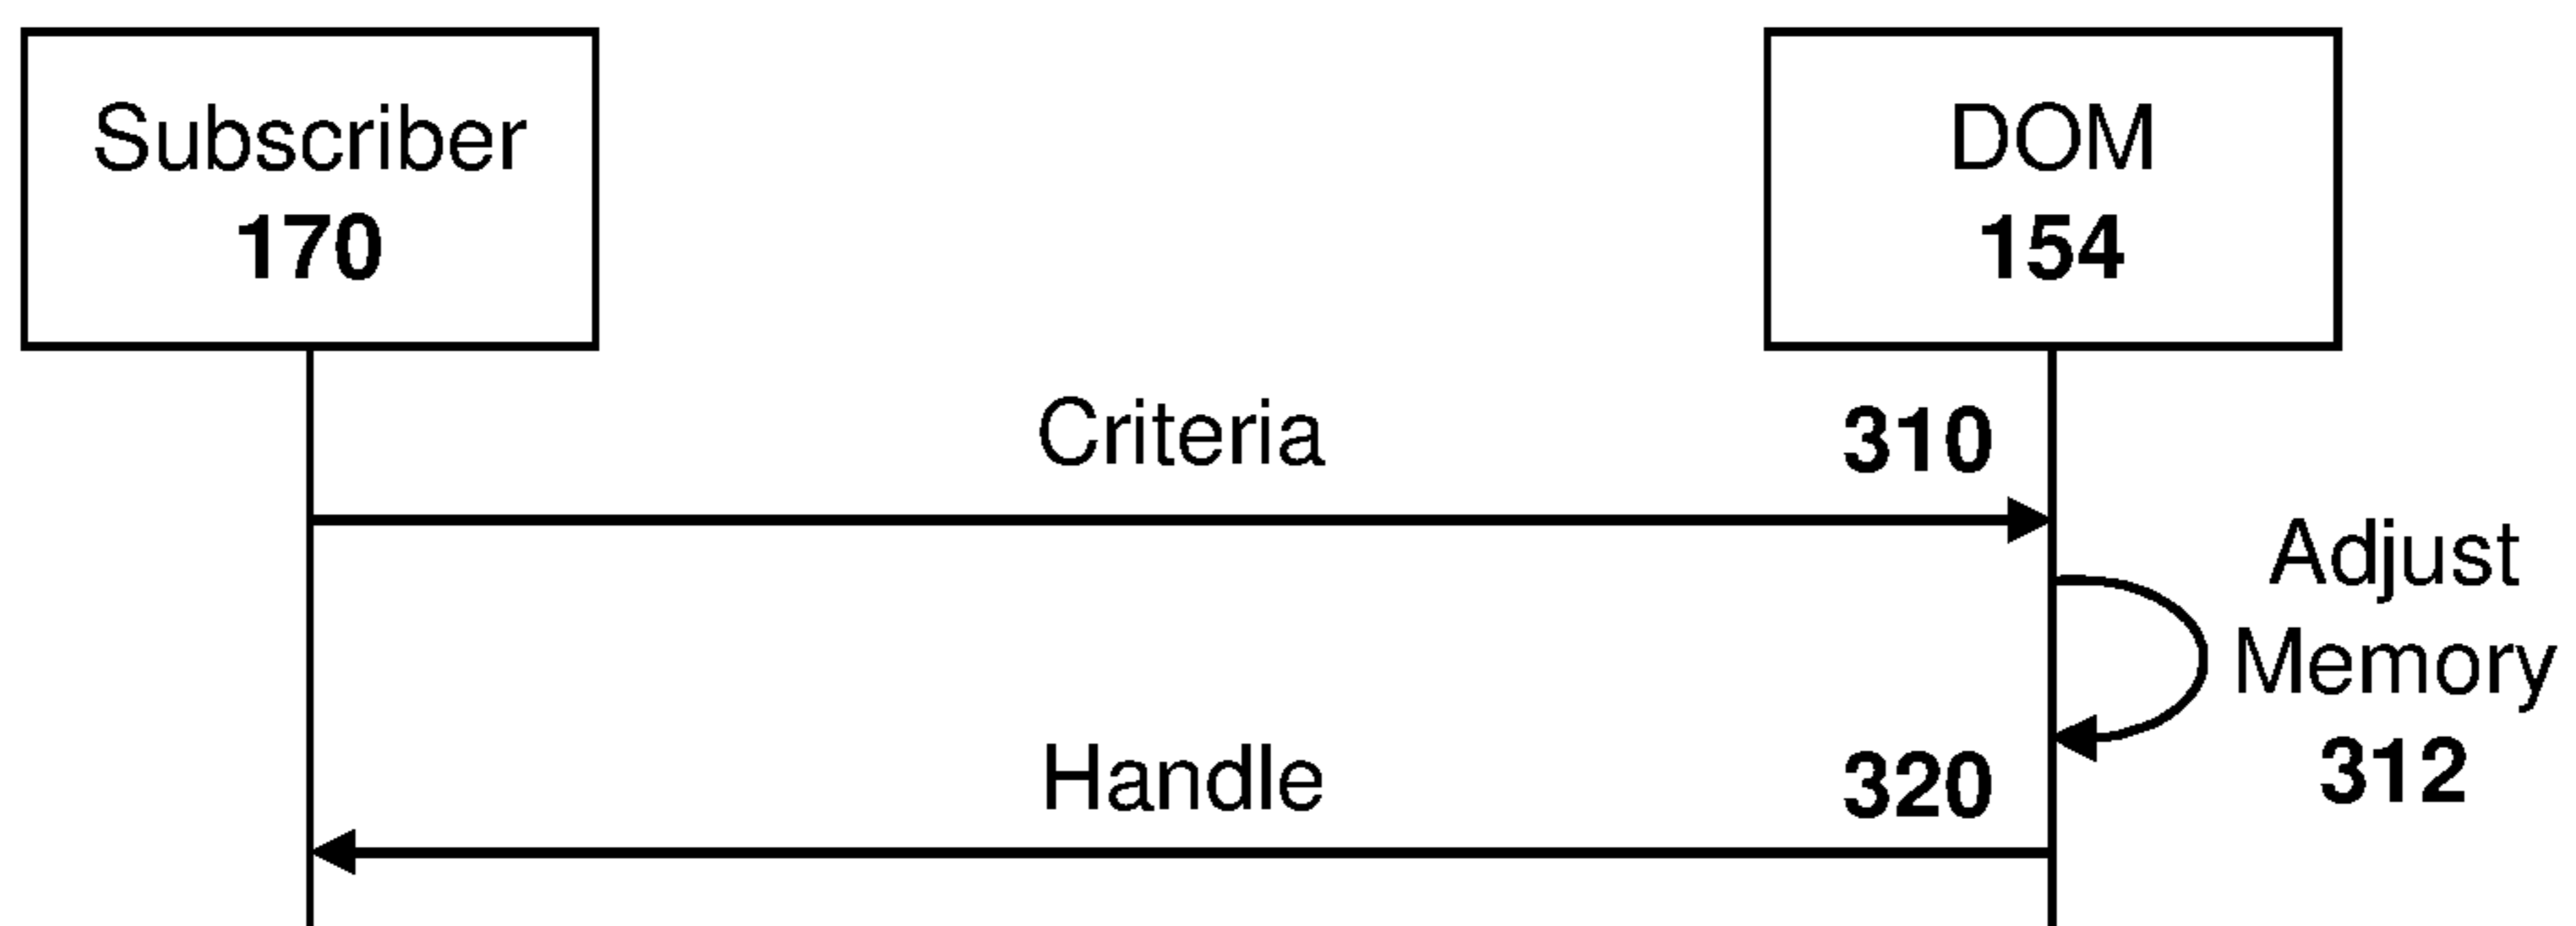 Subscriber
170
DOM
154
Criteria 310
Adjust
Memory
312
Handle 320